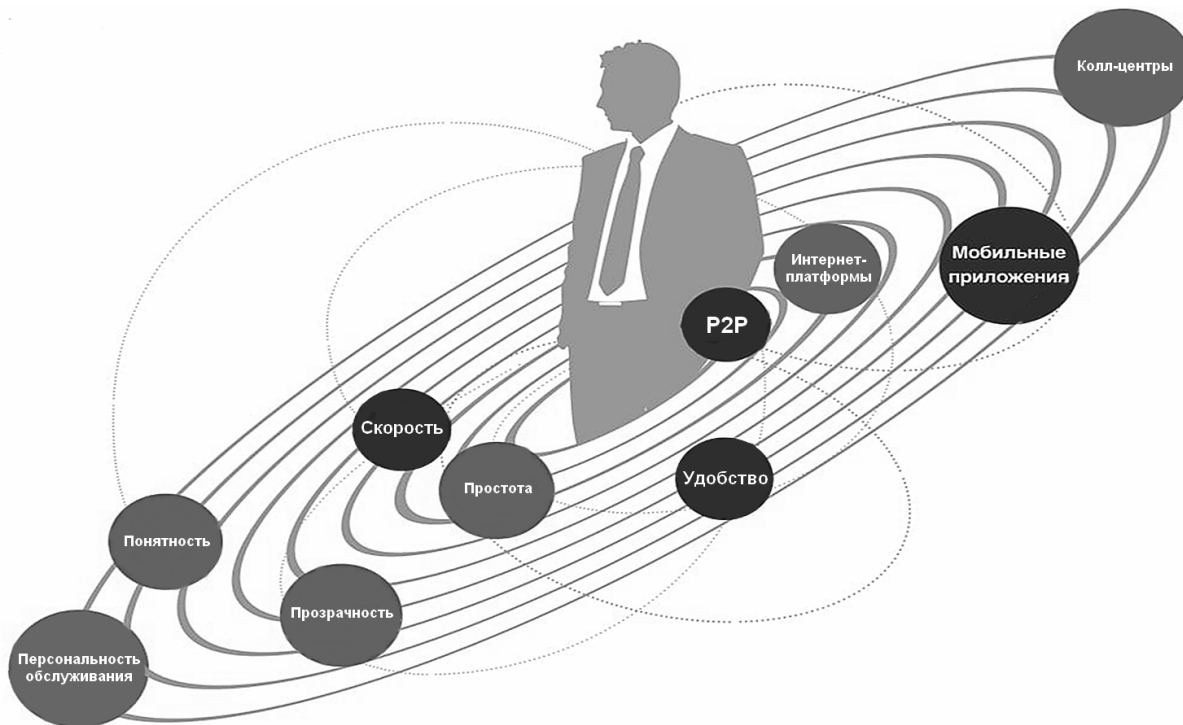 Колл-центры
Мобильные
приложения
Интернет-
платформы
P2P
Скорость
Простота
Удобство
Понятность
Прозрачность
Персональность
обслуживания